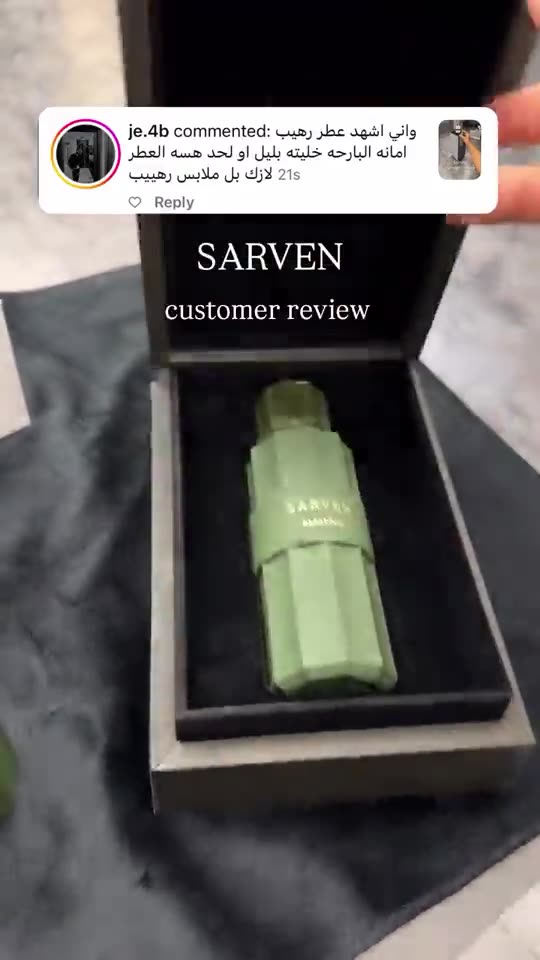 je.4b commented: واني اشهد عطر رهيب
امانه البارحه خليته بليل او لحد هسه العطر
لازك بل ملابس رهييب 21s
Reply
SARVEN
customer review
SARVEN